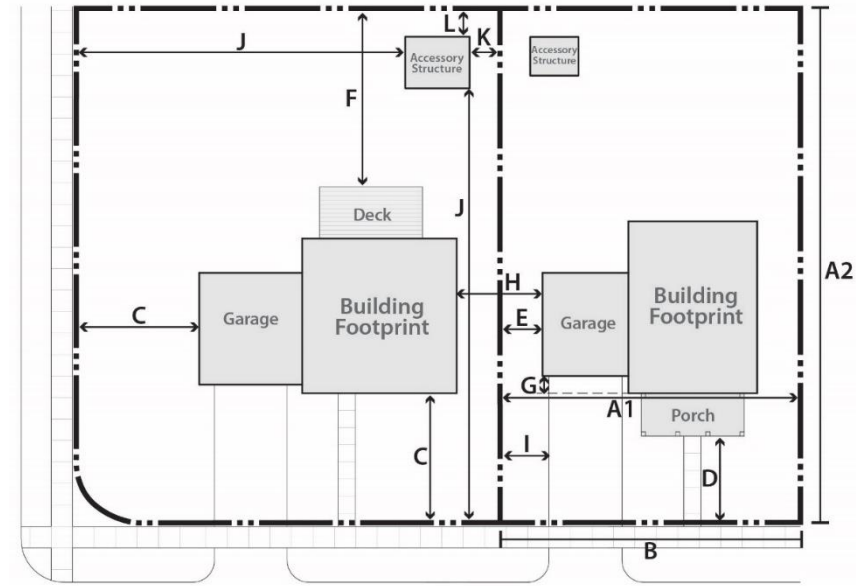 L
J
K
Accessory
Structure
Accessory
Structure
F
Deck
J
A2
H
C
Garage
Building
Footprint
E
Garage
Building
Footprint
G
A1
Porch
C
I
D
B